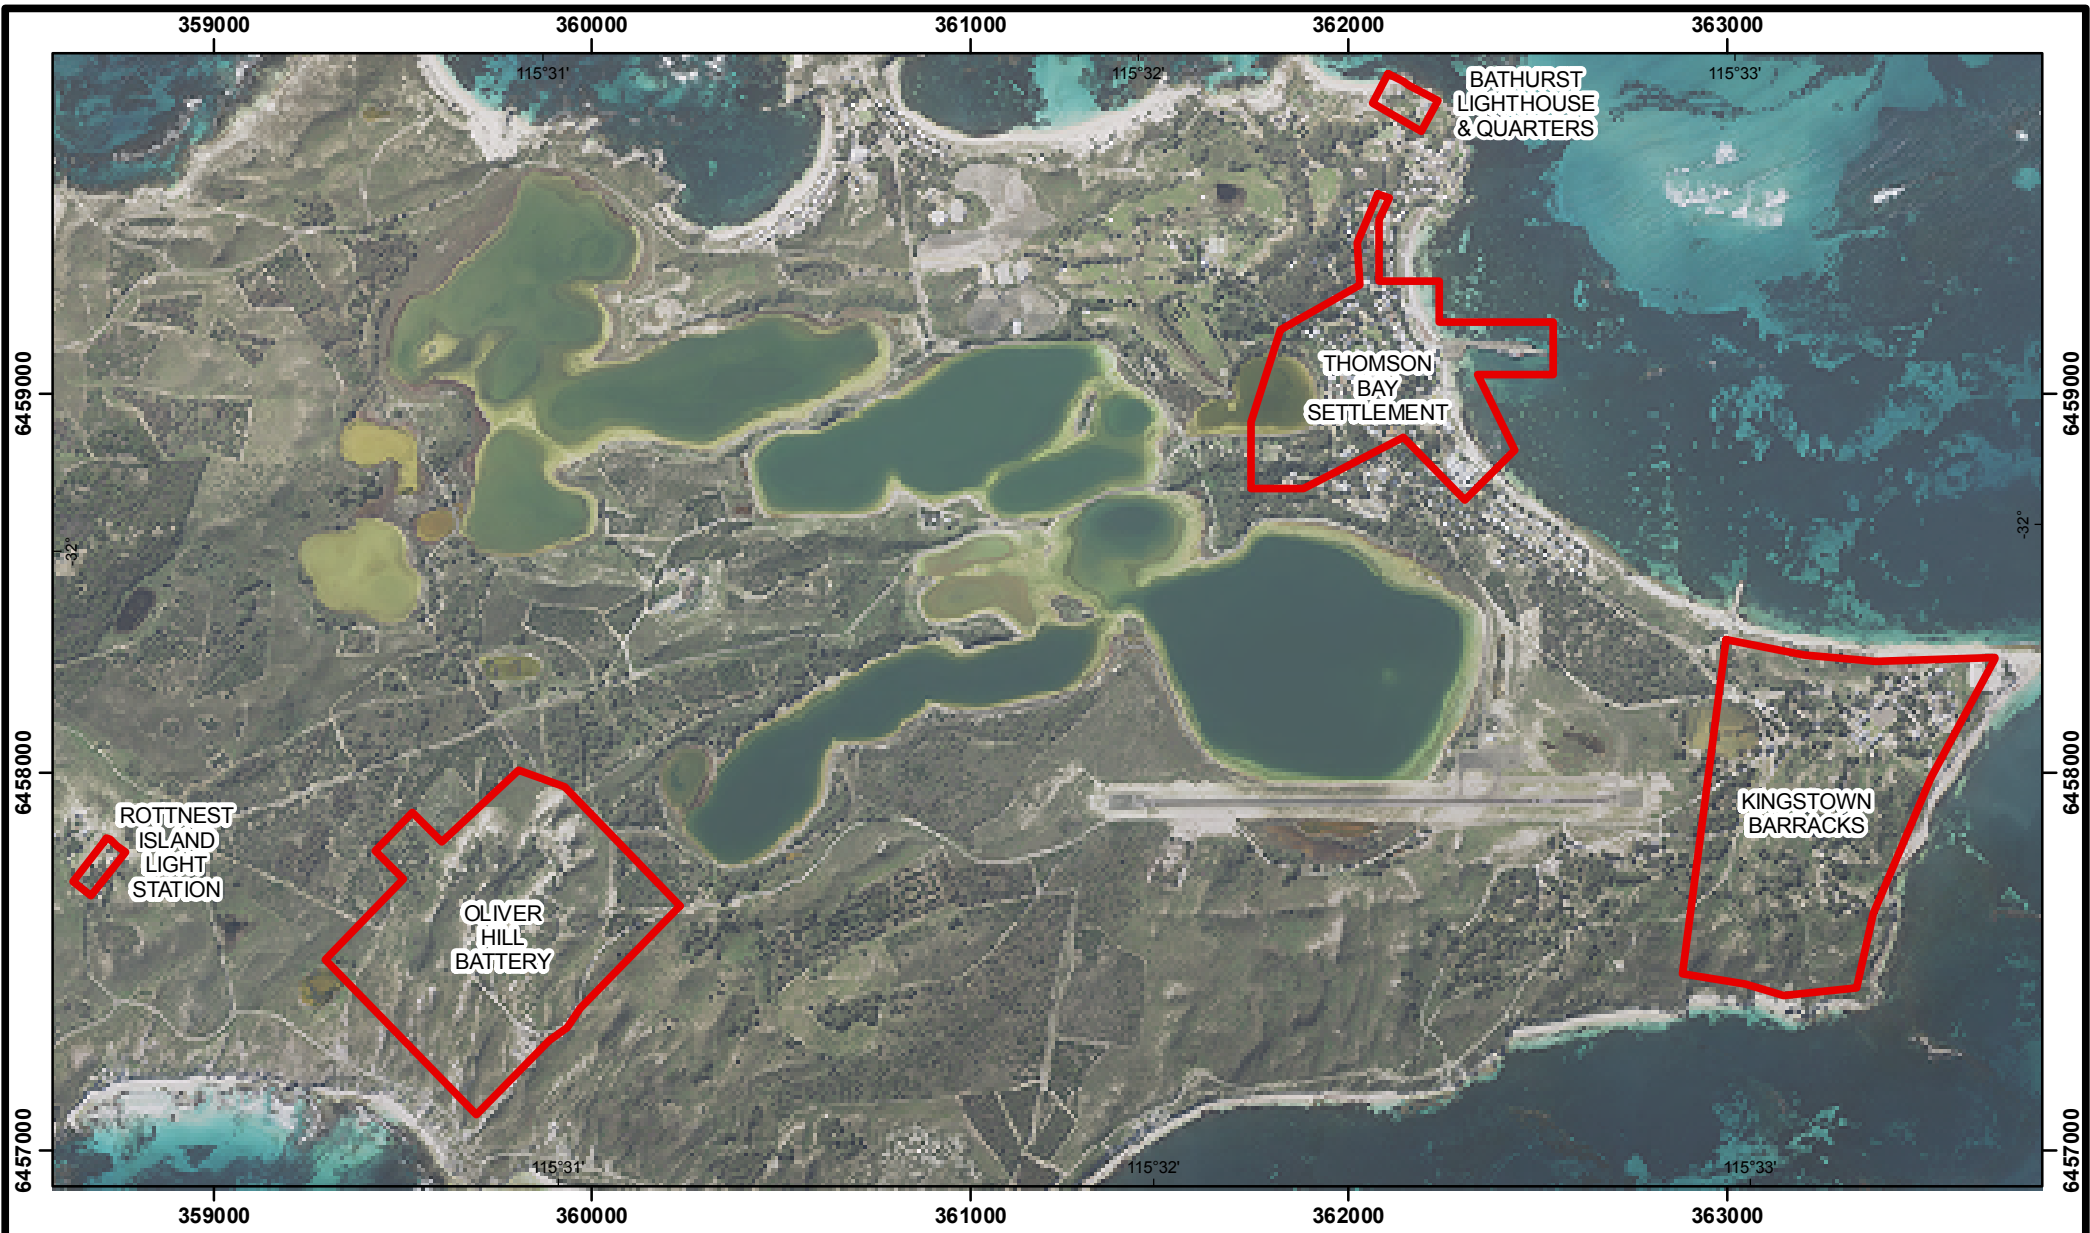 359000
360000
361000
362000
363000
115°31'
115°32'
115°33'
BATHURST
LIGHTHOUSE
& QUARTERS
6459000
THOMSON
BAY
SETTLEMENT
6459000
-32°
-32°
6458000
6458000
ROTTNEST
ISLAND
LIGHT
STATION
KINGSTOWN
BARRACKS
OLIVER
HILL
BATTERY
6457000
6457000
115°31'
115°32'
115°33'
359000
360000
361000
362000
363000